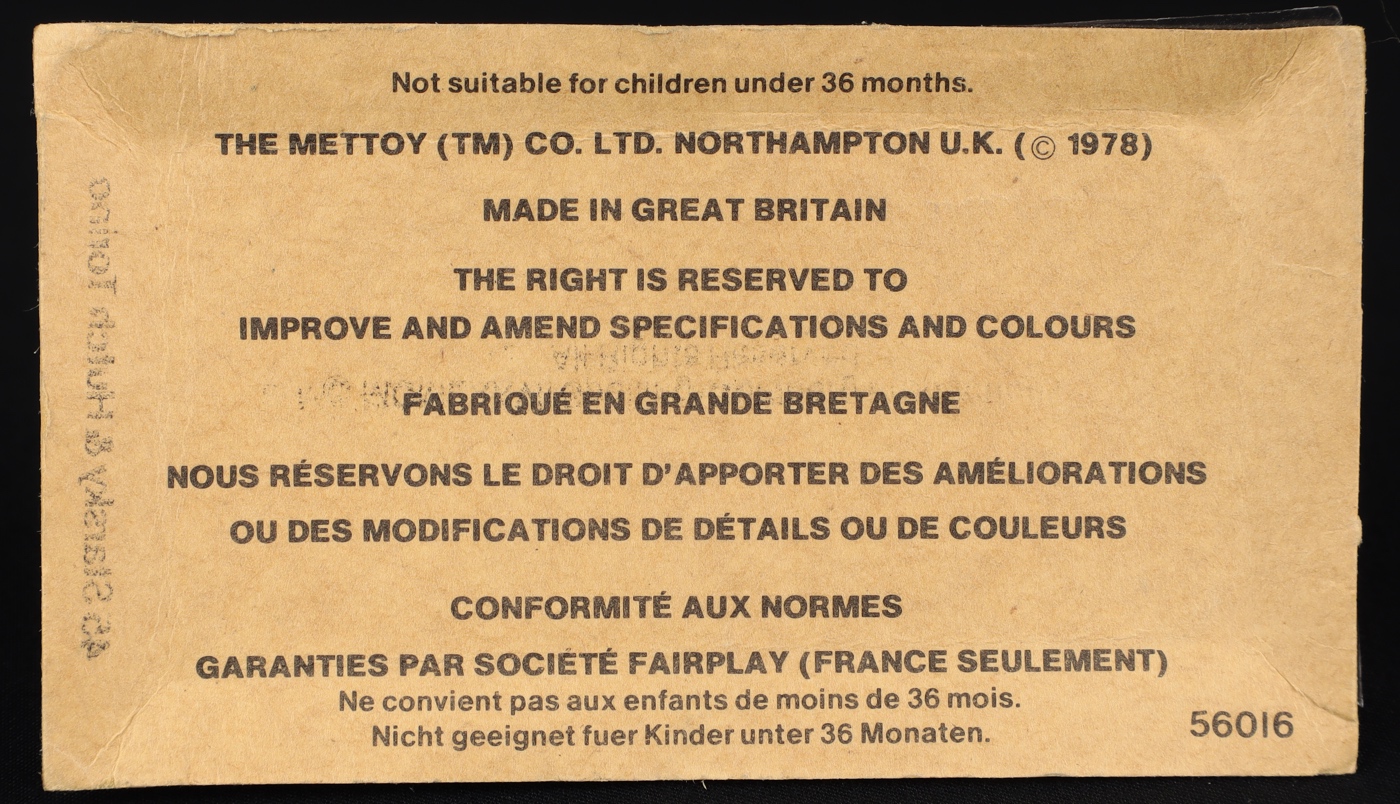 Not suitable for children under 36 months.
THE METTOY (TM) CO. LTD. NORTHAMPTON U.K. (© 1978)
MADE IN GREAT BRITAIN
THE RIGHT IS RESERVED TO
IMPROVE AND AMEND SPECIFICATIONS AND COLOURS
FABRIQUÉ EN GRANDE BRETAGNE
NOUS RÉSERVONS LE DROIT D'APPORTER DES AMÉLIORATIONS
OU DES MODIFICATIONS DE DÉTAILS OU DE COULEURS
CONFORMITÉ AUX NORMES
GARANTIES PAR SOCIÉTÉ FAIRPLAY (FRANCE SEULEMENT)
Ne convient pas aux enfants de moins de 36 mois.
Nicht geeignet fuer Kinder unter 36 Monaten.
56016
& Hutch Torino